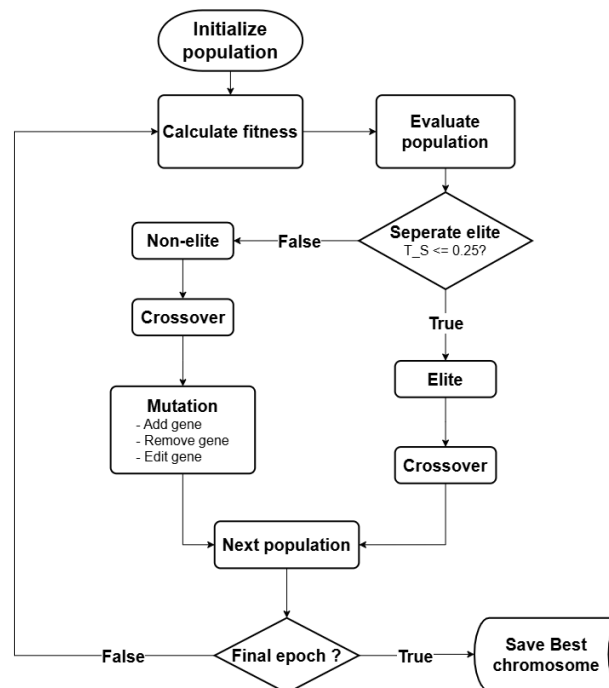 Initialize
population
Calculate fitness
Evaluate
population
Seperate elite
T_S <= 0.25?
False
Non-elite
True
Crossover
Elite
Mutation
- Add gene
- Remove gene
- Edit gene
Crossover
Next population
Final epoch ?
False
True
Save Best
chromosome